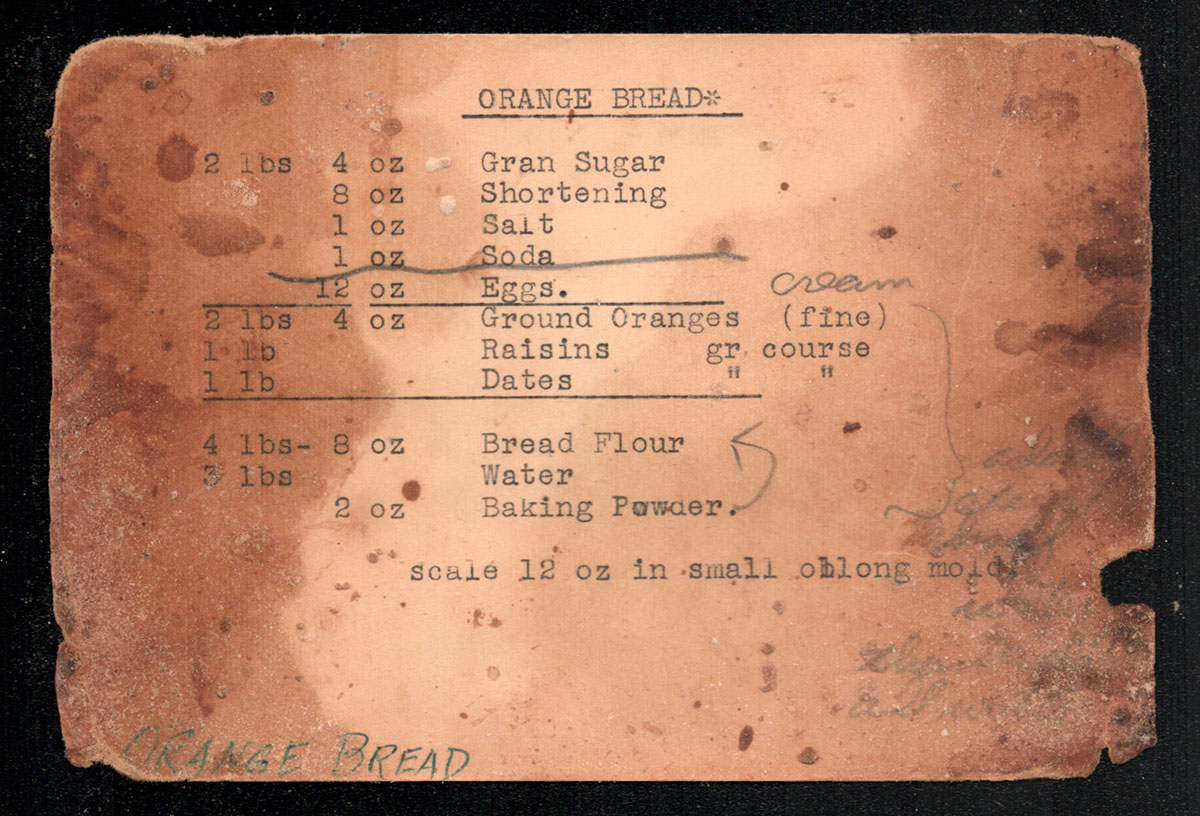 ORANGE BREAD*
2 lbs 4 oz Gran Sugar
8 oz Shortening
1 oz Salt
1 oz Soda
12 oz Eggs.
cream
2 lbs 4 oz Ground Oranges (fine)
1 lb Raisins gr course
1 lb Dates " "
4 lbs- 8 oz Bread Flour
3 lbs Water
2 oz Baking Powder.
scale 12 oz in small oblong mold.
ORANGE BREAD